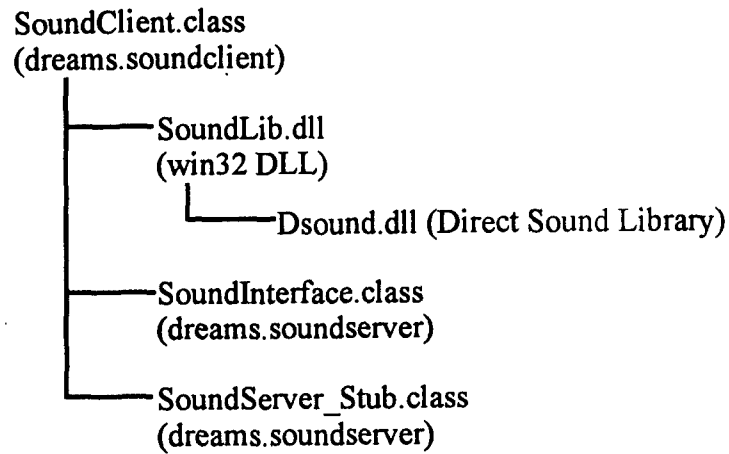 SoundClient.class
(dreams.soundclient)
SoundLib.dll
(win32 DLL)
Dsound.dll (Direct Sound Library)
SoundInterface.class
(dreams.soundserver)
SoundServer_Stub.class
(dreams.soundserver)